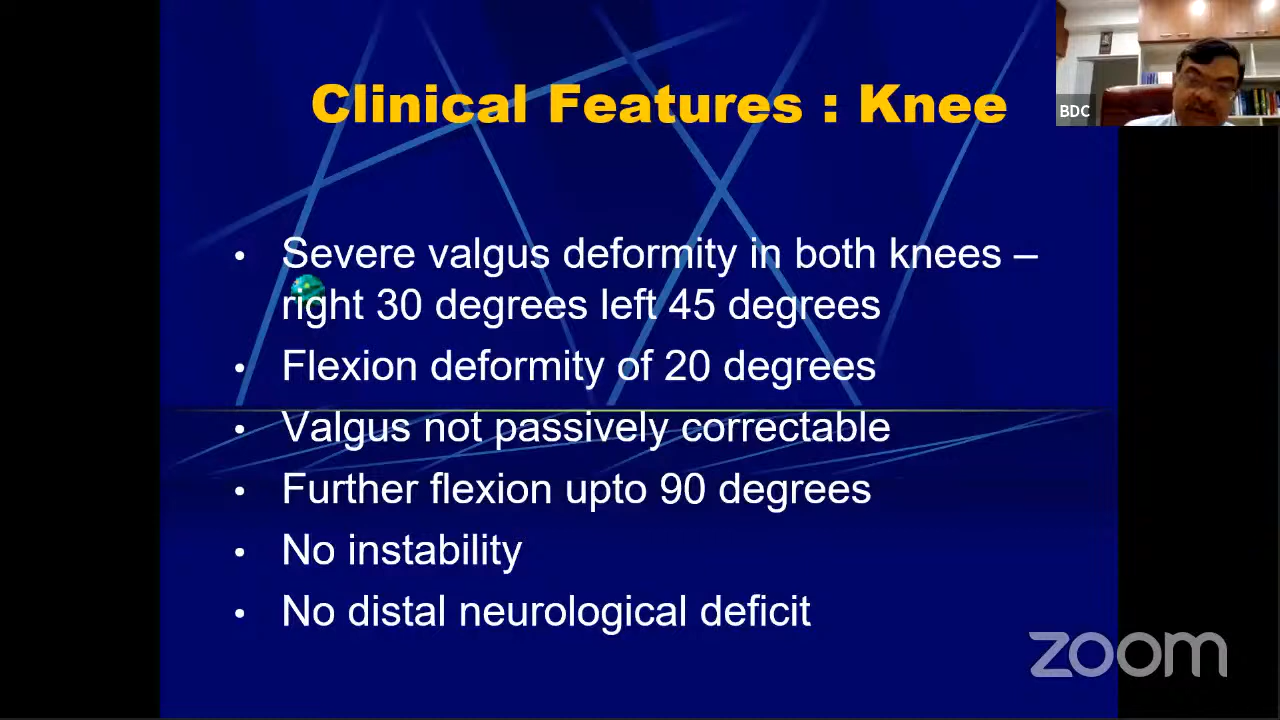 Clinical Features : Knee
BDC
• Severe valgus deformity in both knees –
right 30 degrees left 45 degrees
• Flexion deformity of 20 degrees
• Valgus not passively correctable
• Further flexion upto 90 degrees
• No instability
• No distal neurological deficit
zoom